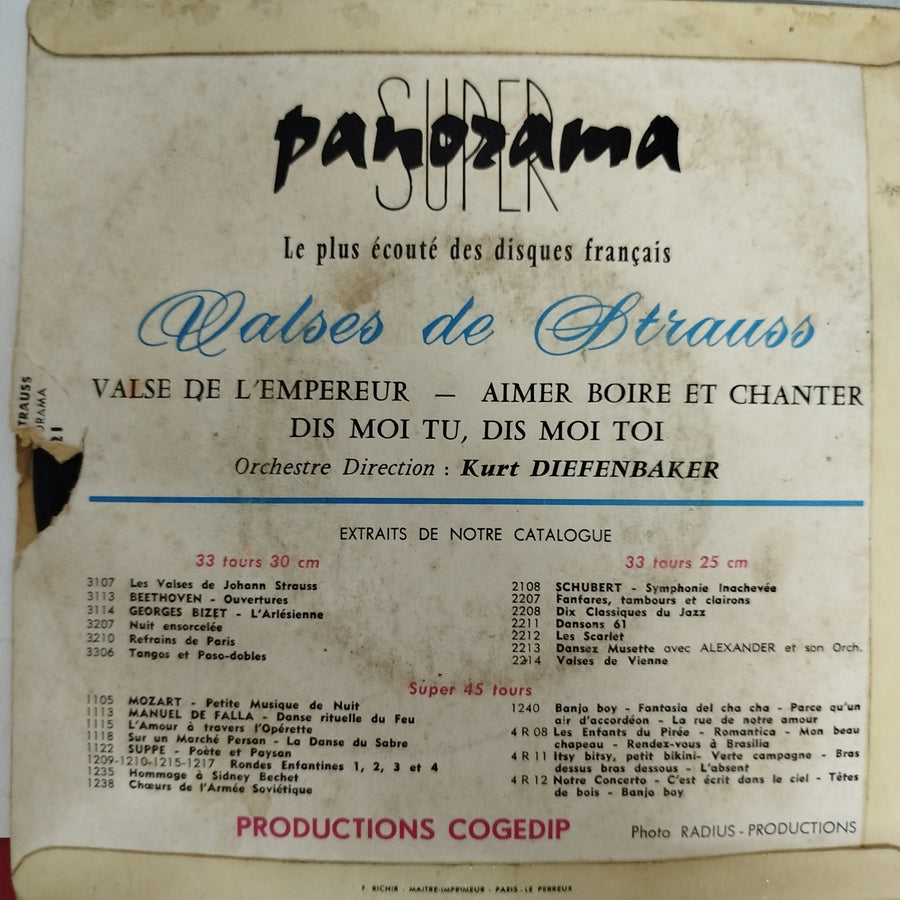 SUPER
panorama
SUPER
Le plus écouté des disques français
Valses de Strauss
VALSE DE L'EMPEREUR — AIMER BOIRE ET CHANTER
DIS MOI TU, DIS MOI TOI
Orchestre Direction : Kurt DIEFENBAKER
TRAUSS
RAMA
21
EXTRAITS DE NOTRE CATALOGUE
33 tours 30 cm
3107 Les Valses de Johann Strauss
3113 BEETHOVEN - Ouvertures
3114 GEORGES BIZET - L'Arlésienne
3207 Nuit ensorcelée
3210 Refrains de Paris
3306 Tangos et Paso-dobles
33 tours 25 cm
2108 SCHUBERT - Symphonie Inachevée
2207 Fanfares, tambours et clairons
2208 Dix Classiques du Jazz
2211 Dansons 61
2212 Les Scarlet
2213 Dansez Musette avec ALEXANDER et son Orch.
2214 Valses de Vienne
Super 45 tours
1105 MOZART - Petite Musique de Nuit
1113 MANUEL DE FALLA - Danse rituelle du Feu
1115 L'Amour à travers l'Opérette
1118 Sur un Marché Persan - La Danse du Sabre
1122 SUPPE - Poète et Paysan
1209-1210-1215-1217 Rondes Enfantines 1, 2, 3 et 4
1235 Hommage à Sidney Bechet
1238 Chœurs de l'Armée Soviétique
1240 Banjo boy - Fantasia del cha cha - Parce qu'un
air d'accordéon - La rue de notre amour
4 R 08 Les Enfants du Pirée - Romantica - Mon beau
chapeau - Rendez-vous à Brasilia
4 R 11 Itsy bitsy, petit bikini - Verte campagne - Bras
dessus bras dessous - L'absent
4 R 12 Notre Concerto - C'est écrit dans le ciel - Têtes
de bois - Banjo boy
PRODUCTIONS COGEDIP
Photo RADIUS - PRODUCTIONS
F RICHIR - MAITRE-IMPRIMEUR - PARIS - LE PERREUX